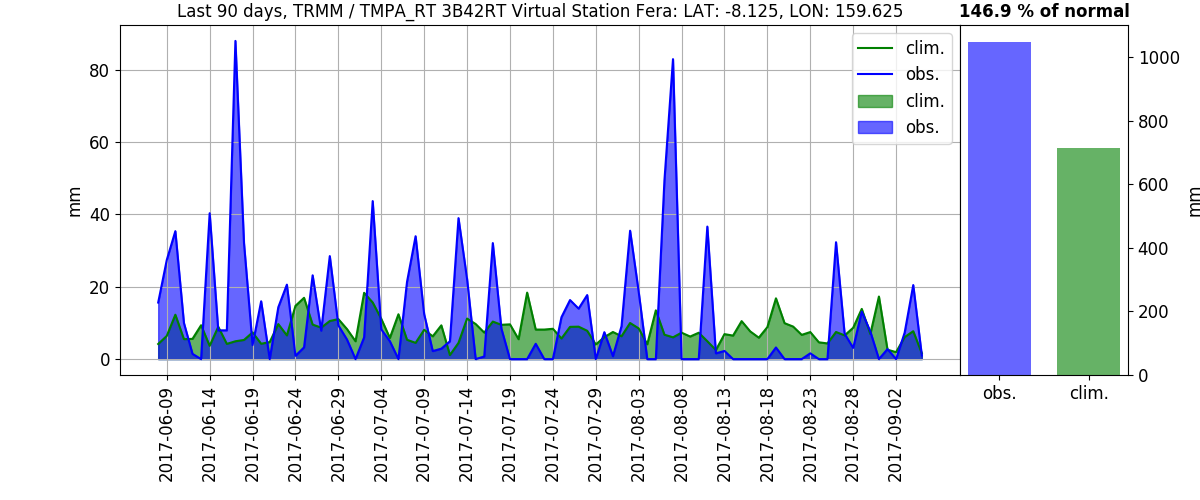 Last 90 days, TRMM / TMPA_RT 3B42RT Virtual Station Fera: LAT: -8.125, LON: 159.625
146.9 % of normal
mm
80
60
40
20
0
clim.
obs.
clim.
obs.
2017-06-09
2017-06-14
2017-06-19
2017-06-24
2017-06-29
2017-07-04
2017-07-09
2017-07-14
2017-07-19
2017-07-24
2017-07-29
2017-08-03
2017-08-08
2017-08-13
2017-08-18
2017-08-23
2017-08-28
2017-09-02
1000
800
600
400
200
0
mm
obs.
clim.